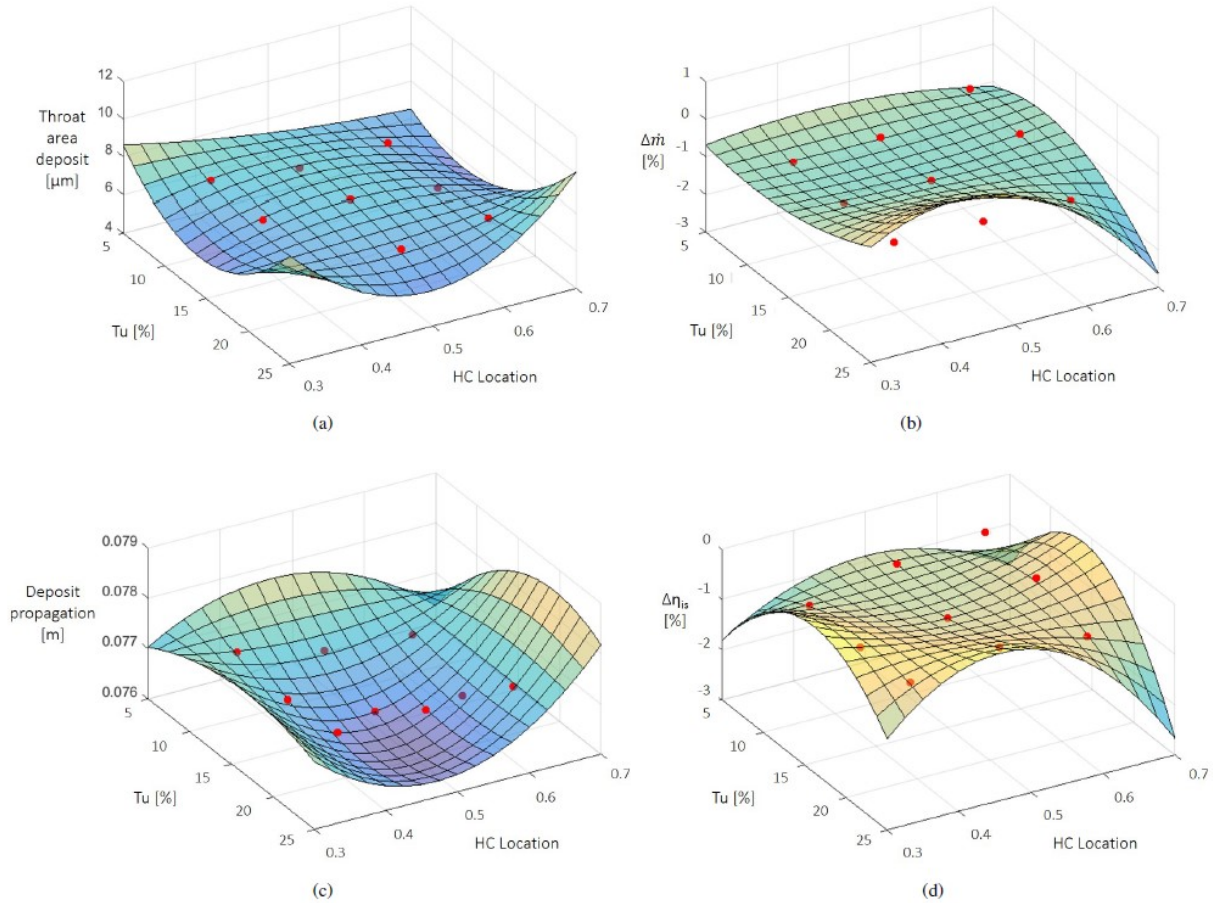 12
10
8
6
4
Throat
area
deposit
[µm]
5
10
15
20
25
Tu [%]
0.3
0.4
0.5
0.6
0.7
HC Location
(a)
1
0
-1
-2
-3
Δṁ
[%]
5
10
15
20
25
Tu [%]
0.3
0.4
0.5
0.6
0.7
HC Location
(b)
0.079
0.078
0.077
0.076
Deposit
propagation
[m]
5
10
15
20
25
Tu [%]
0.3
0.4
0.5
0.6
0.7
HC Location
(c)
0
-1
-2
-3
Δηis
[%]
5
10
15
20
25
Tu [%]
0.3
0.4
0.5
0.6
0.7
HC Location
(d)